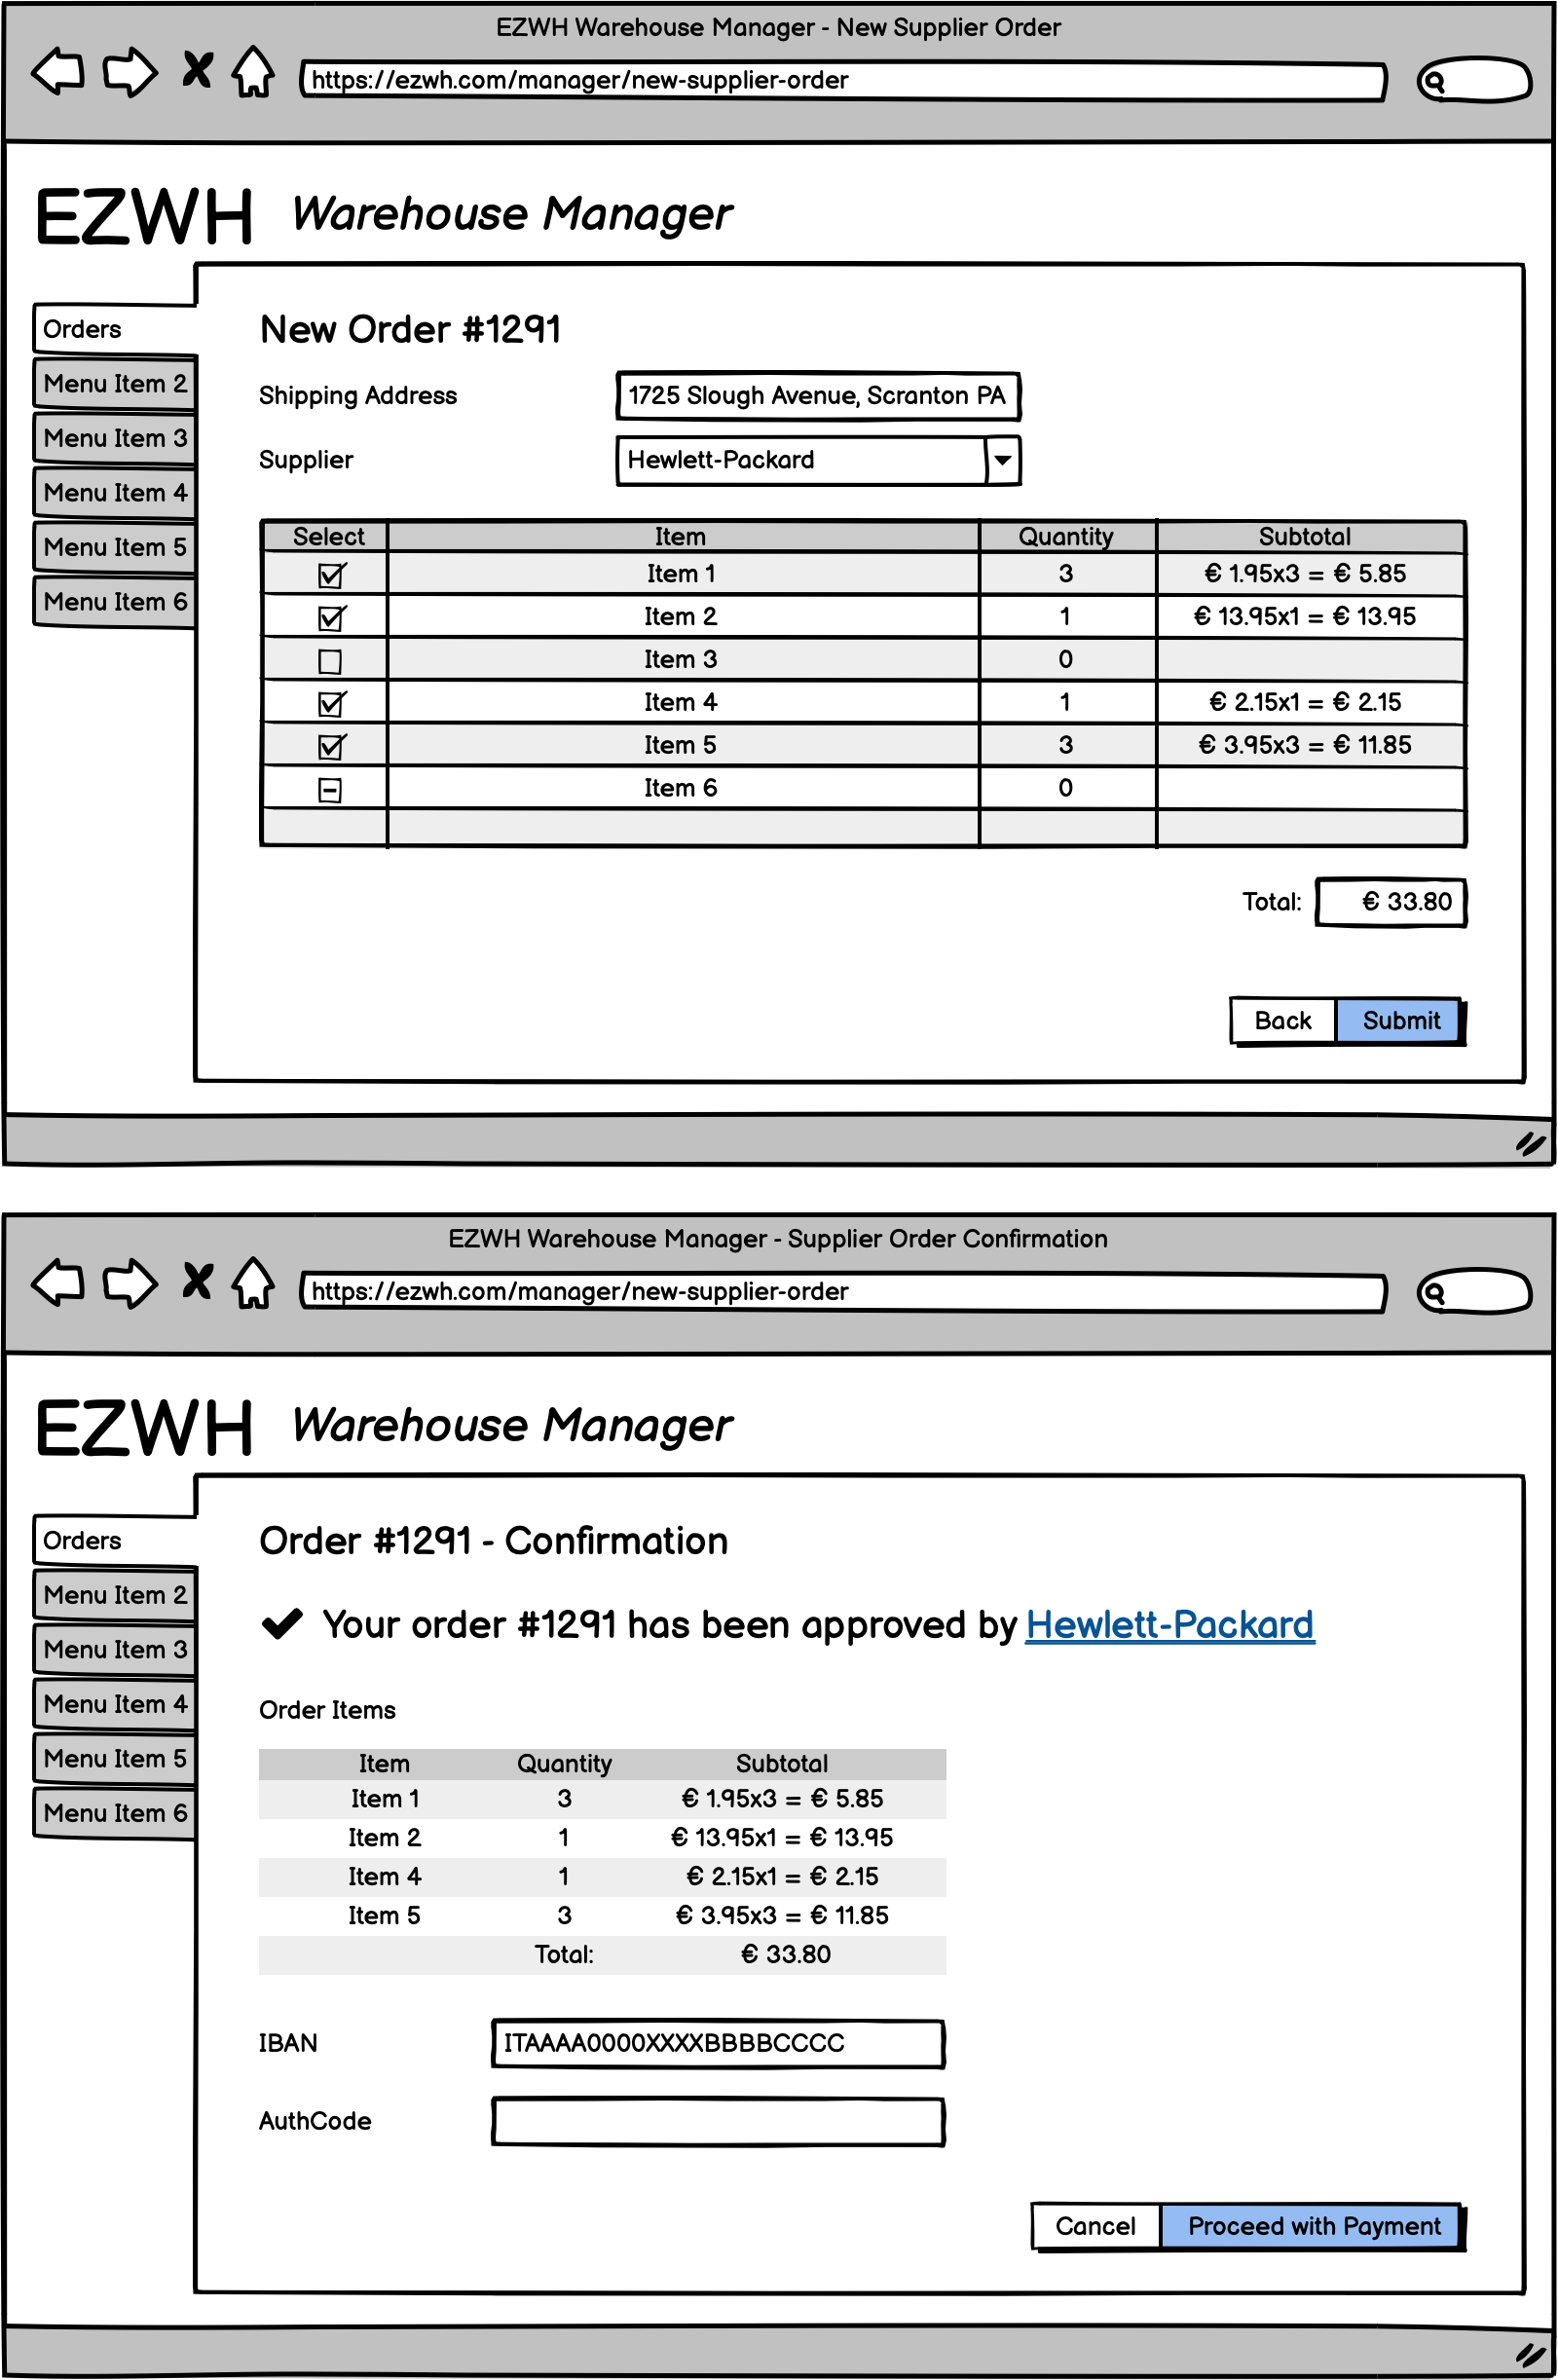 EZWH Warehouse Manager - New Supplier Order
https://ezwh.com/manager/new-supplier-order
EZWH Warehouse Manager
Orders
Menu Item 2
Menu Item 3
Menu Item 4
Menu Item 5
Menu Item 6
New Order #1291
Shipping Address 1725 Slough Avenue, Scranton PA
Supplier Hewlett-Packard
Select Item Quantity Subtotal
Item 1 3 € 1.95x3 = € 5.85
Item 2 1 € 13.95x1 = € 13.95
Item 3 0
Item 4 1 € 2.15x1 = € 2.15
Item 5 3 € 3.95x3 = € 11.85
Item 6 0
Total: € 33.80
Back Submit
EZWH Warehouse Manager - Supplier Order Confirmation
https://ezwh.com/manager/new-supplier-order
EZWH Warehouse Manager
Orders
Menu Item 2
Menu Item 3
Menu Item 4
Menu Item 5
Menu Item 6
Order #1291 - Confirmation
Your order #1291 has been approved by Hewlett-Packard
Order Items
Item Quantity Subtotal
Item 1 3 € 1.95x3 = € 5.85
Item 2 1 € 13.95x1 = € 13.95
Item 4 1 € 2.15x1 = € 2.15
Item 5 3 € 3.95x3 = € 11.85
Total: € 33.80
IBAN ITAAAA0000XXXXBBBBCCCC
AuthCode
Cancel Proceed with Payment